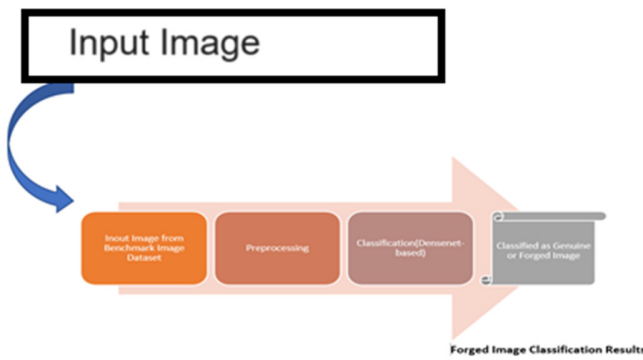 Input Image
Inout Image from
Benchmark Image
Dataset
Preprocessing
Classification(Densenet-
based)
Classified as Genuine
or Forged Image
Forged Image Classification Results